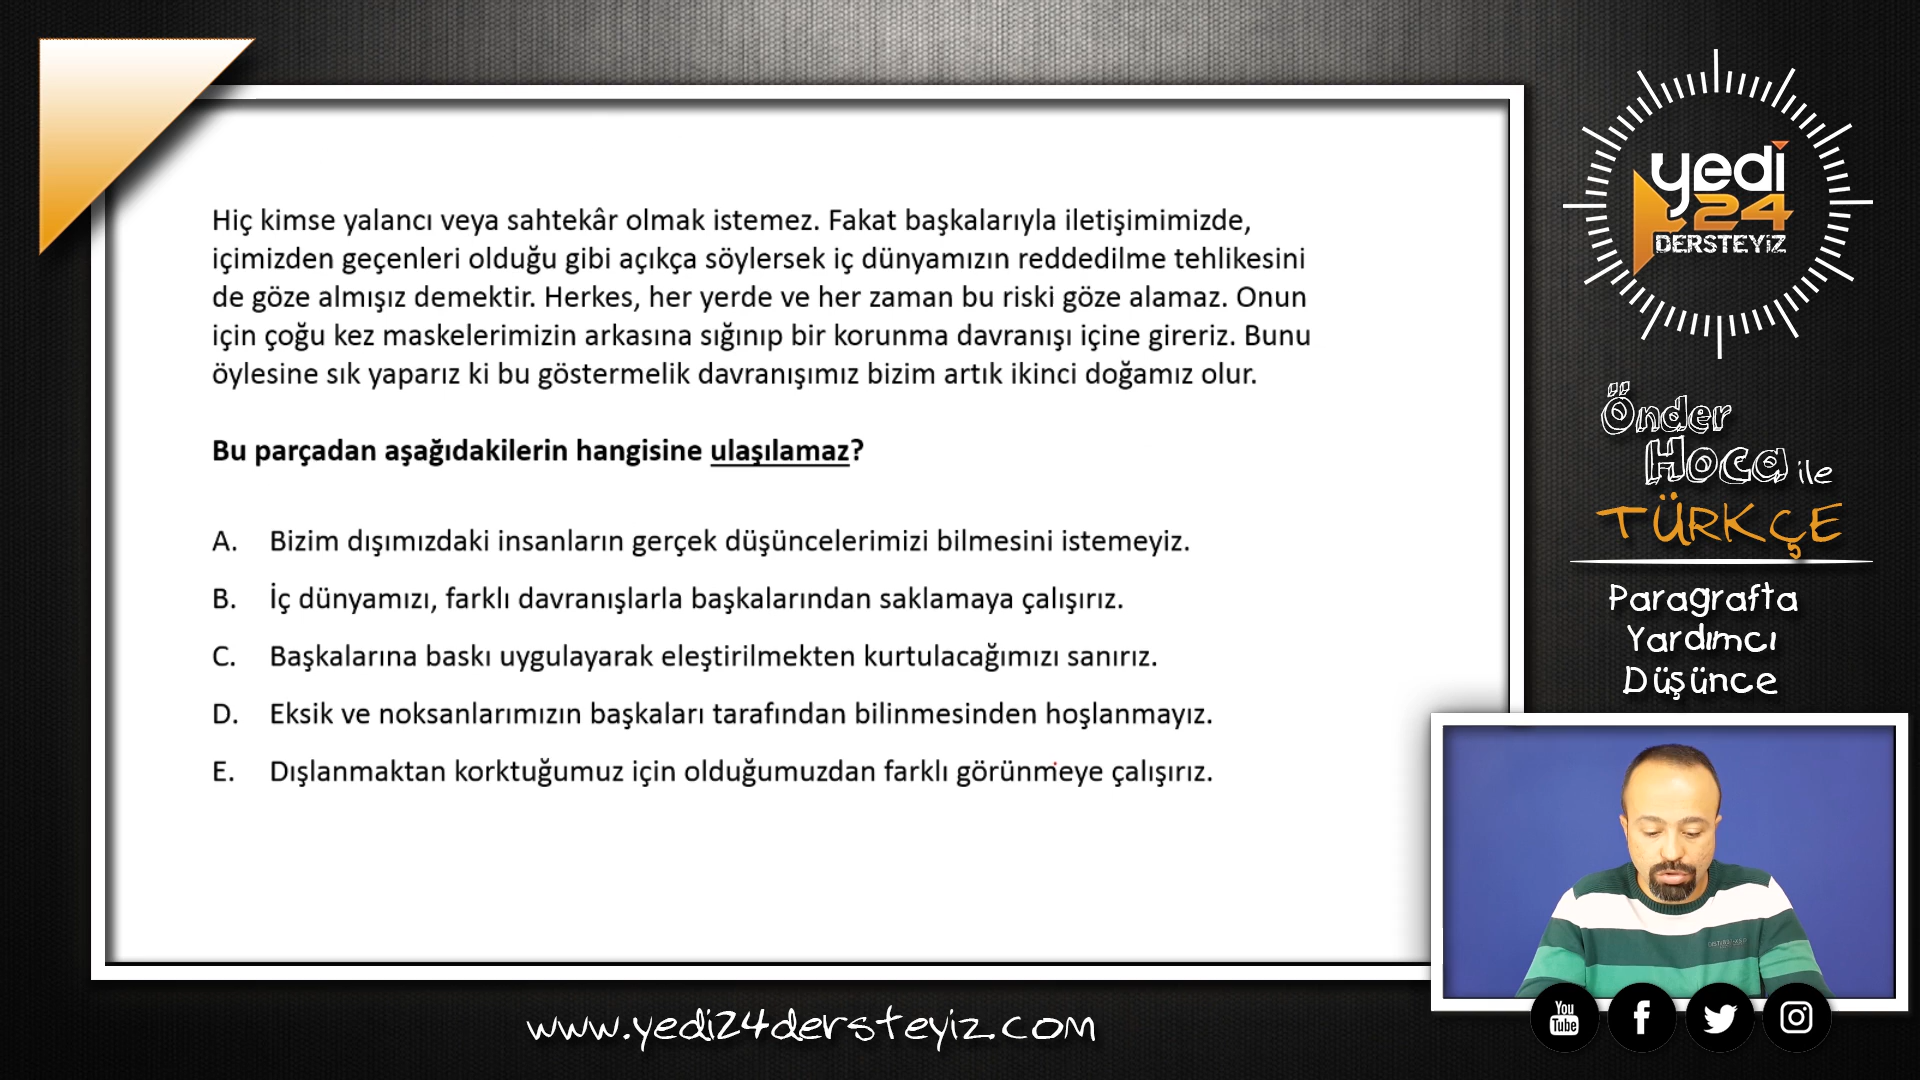 Hiç kimse yalancı veya sahtekâr olmak istemez. Fakat başkalarıyla iletişimimizde,
içimizden geçenleri olduğu gibi açıkça söylersek iç dünyamızın reddedilme tehlikesini
de göze almışız demektir. Herkes, her yerde ve her zaman bu riski göze alamaz. Onun
için çoğu kez maskelerimizin arkasına sığınıp bir korunma davranışı içine gireriz. Bunu
öylesine sık yaparız ki bu göstermelik davranışımız bizim artık ikinci doğamız olur.
Bu parçadan aşağıdakilerin hangisine ulaşılamaz?
A. Bizim dışımızdaki insanların gerçek düşüncelerimizi bilmesini istemeyiz.
B. İç dünyamızı, farklı davranışlarla başkalarından saklamaya çalışırız.
C. Başkalarına baskı uygulayarak eleştirilmekten kurtulacağımızı sanırız.
D. Eksik ve noksanlarımızın başkaları tarafından bilinmesinden hoşlanmayız.
E. Dışlanmaktan korktuğumuz için olduğumuzdan farklı görünmeye çalışırız.
yedi
24
DERSTEYİZ
Önder
Hoca ile
TÜRKÇE
Paragrafta
Yardımcı
Düşünce
You
Tube
www.yedi24dersteyiz.com